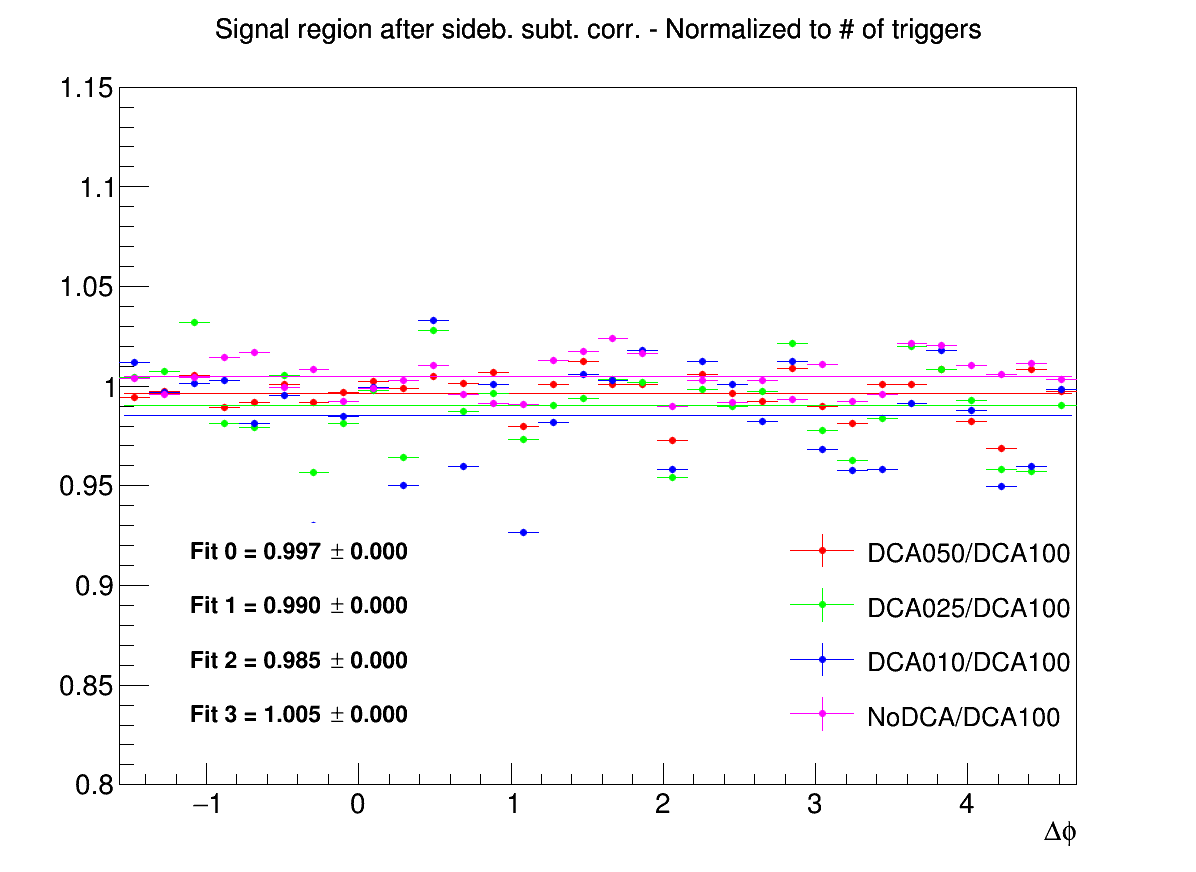 Signal region after sideb. subt. corr. - Normalized to # of triggers
1.15
1.1
1.05
1
0.95
0.9
0.85
0.8
Fit 0 = 0.997 ± 0.000
Fit 1 = 0.990 ± 0.000
Fit 2 = 0.985 ± 0.000
Fit 3 = 1.005 ± 0.000
DCA050/DCA100
DCA025/DCA100
DCA010/DCA100
NoDCA/DCA100
−1 0 1 2 3 4
Δϕ